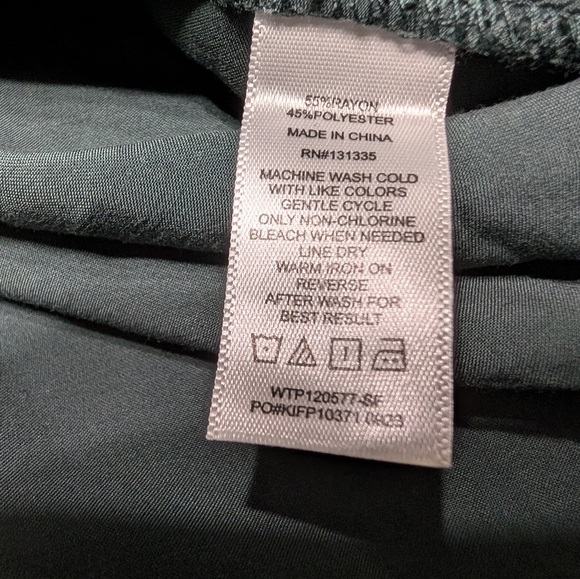 55%RAYON
45%POLYESTER
MADE IN CHINA
RN#131335
MACHINE WASH COLD
WITH LIKE COLORS
GENTLE CYCLE
ONLY NON-CHLORINE
BLEACH WHEN NEEDED
LINE DRY
WARM IRON ON
REVERSE
AFTER WASH FOR
BEST RESULT
WTP120577-SF
PO#KIFP10371 0923